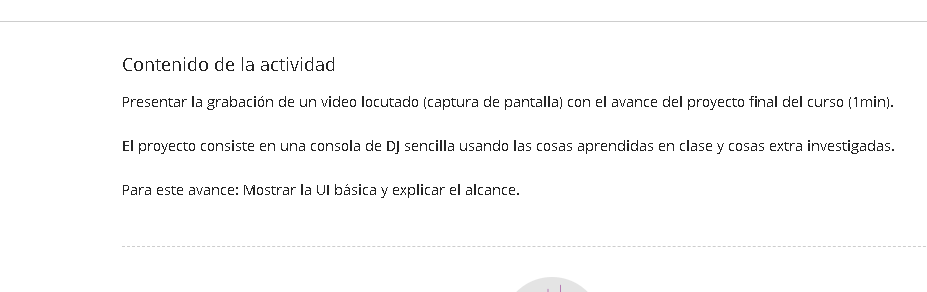 Contenido de la actividad
Presentar la grabación de un video locutado (captura de pantalla) con el avance del proyecto final del curso (1min).
El proyecto consiste en una consola de DJ sencilla usando las cosas aprendidas en clase y cosas extra investigadas.
Para este avance: Mostrar la UI básica y explicar el alcance.